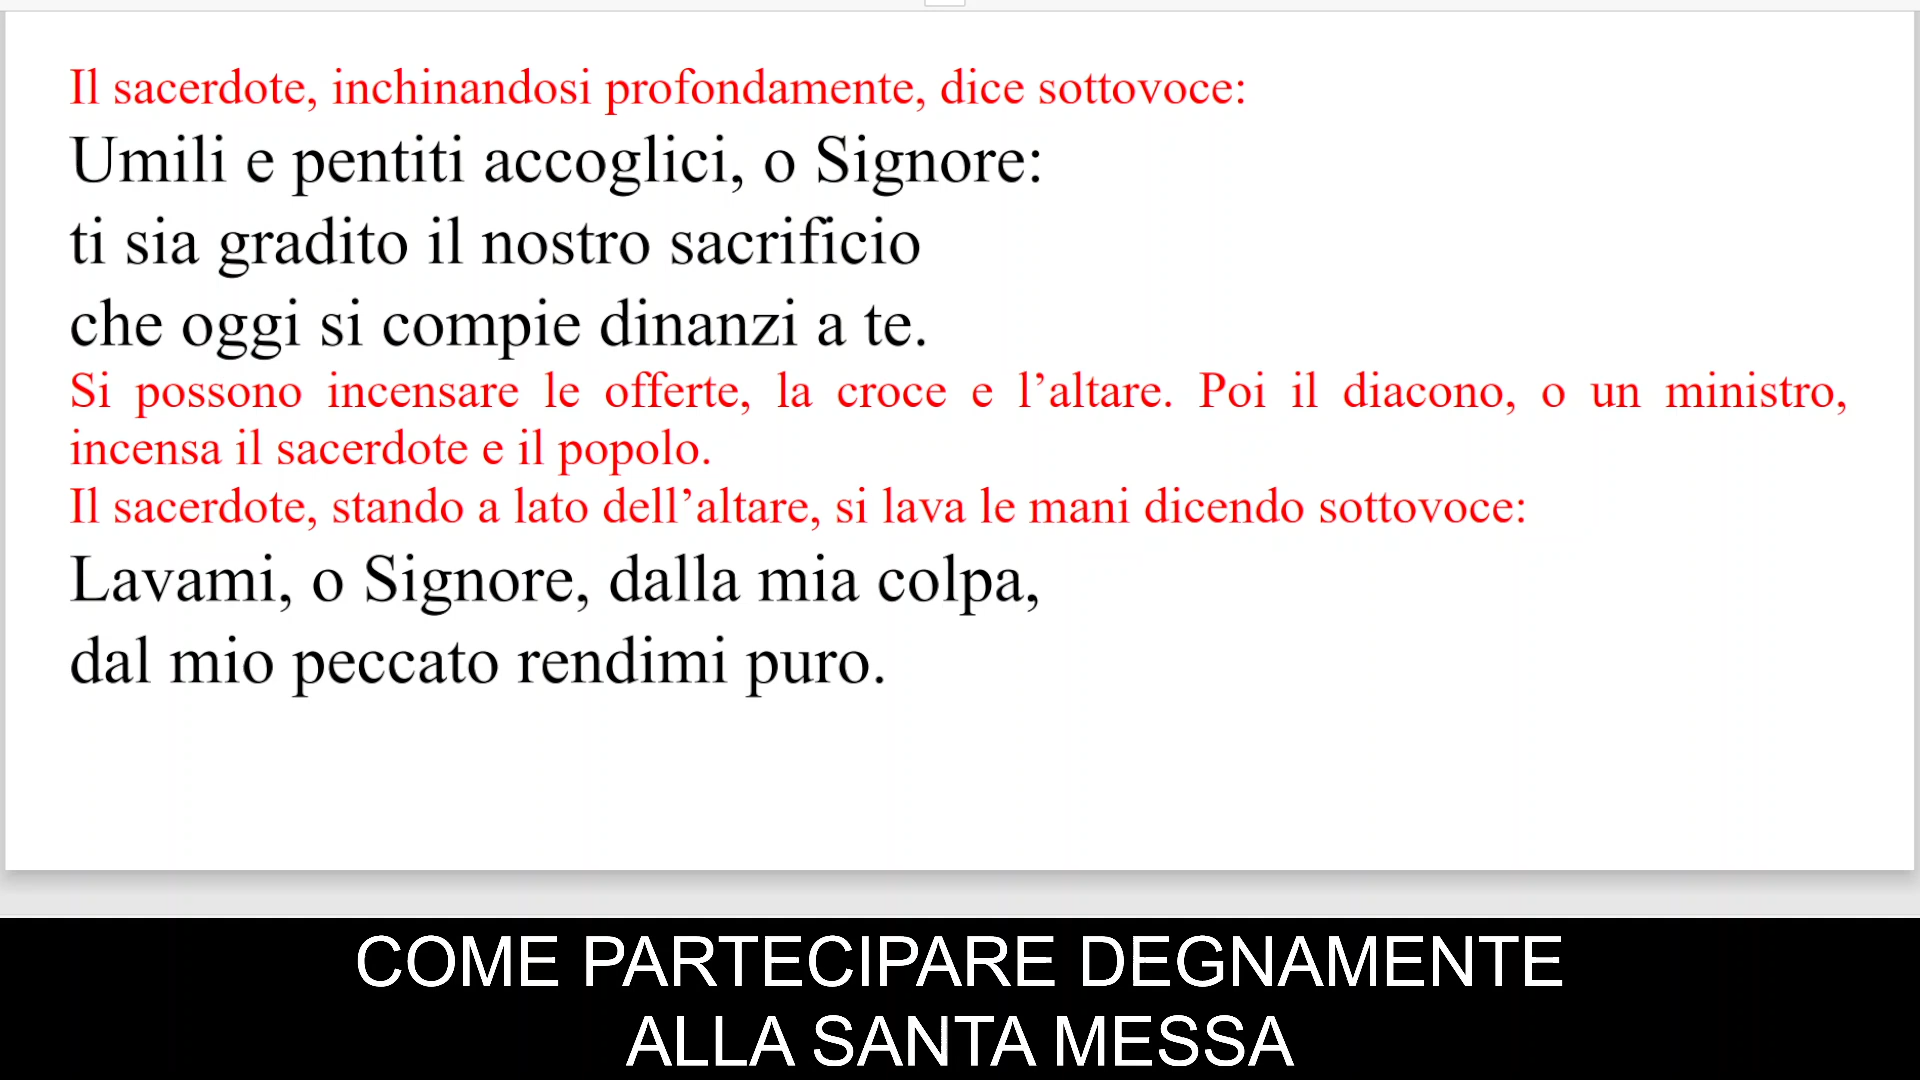 Il sacerdote, inchinandosi profondamente, dice sottovoce:
Umili e pentiti accoglici, o Signore:
ti sia gradito il nostro sacrificio
che oggi si compie dinanzi a te.
Si possono incensare le offerte, la croce e l’altare. Poi il diacono, o un ministro,
incensa il sacerdote e il popolo.
Il sacerdote, stando a lato dell’altare, si lava le mani dicendo sottovoce:
Lavami, o Signore, dalla mia colpa,
dal mio peccato rendimi puro.
COME PARTECIPARE DEGNAMENTE
ALLA SANTA MESSA